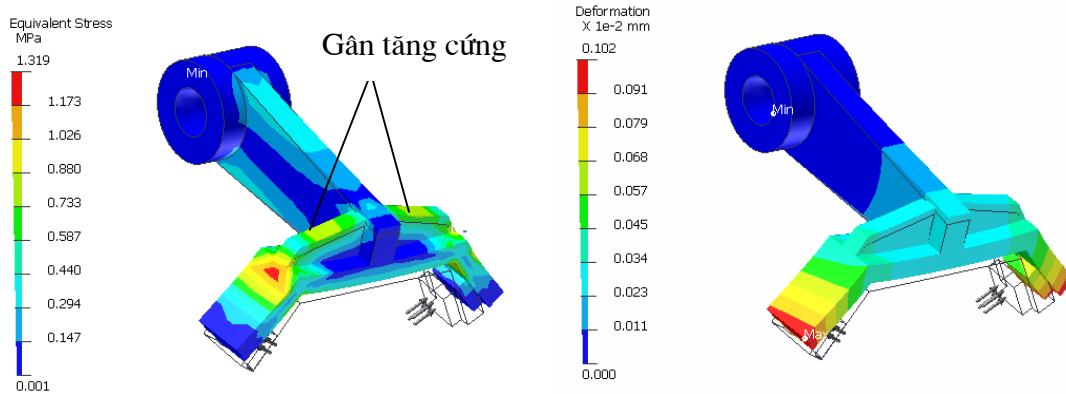 Equivalent Stress
MPa
1.319
1.173
1.026
0.880
0.733
0.587
0.440
0.294
0.147
0.001
Min
Gân tăng cứng
Deformation
X 1e-2 mm
0.102
0.091
0.079
0.068
0.057
0.045
0.034
0.023
0.011
0.000
Min
Max